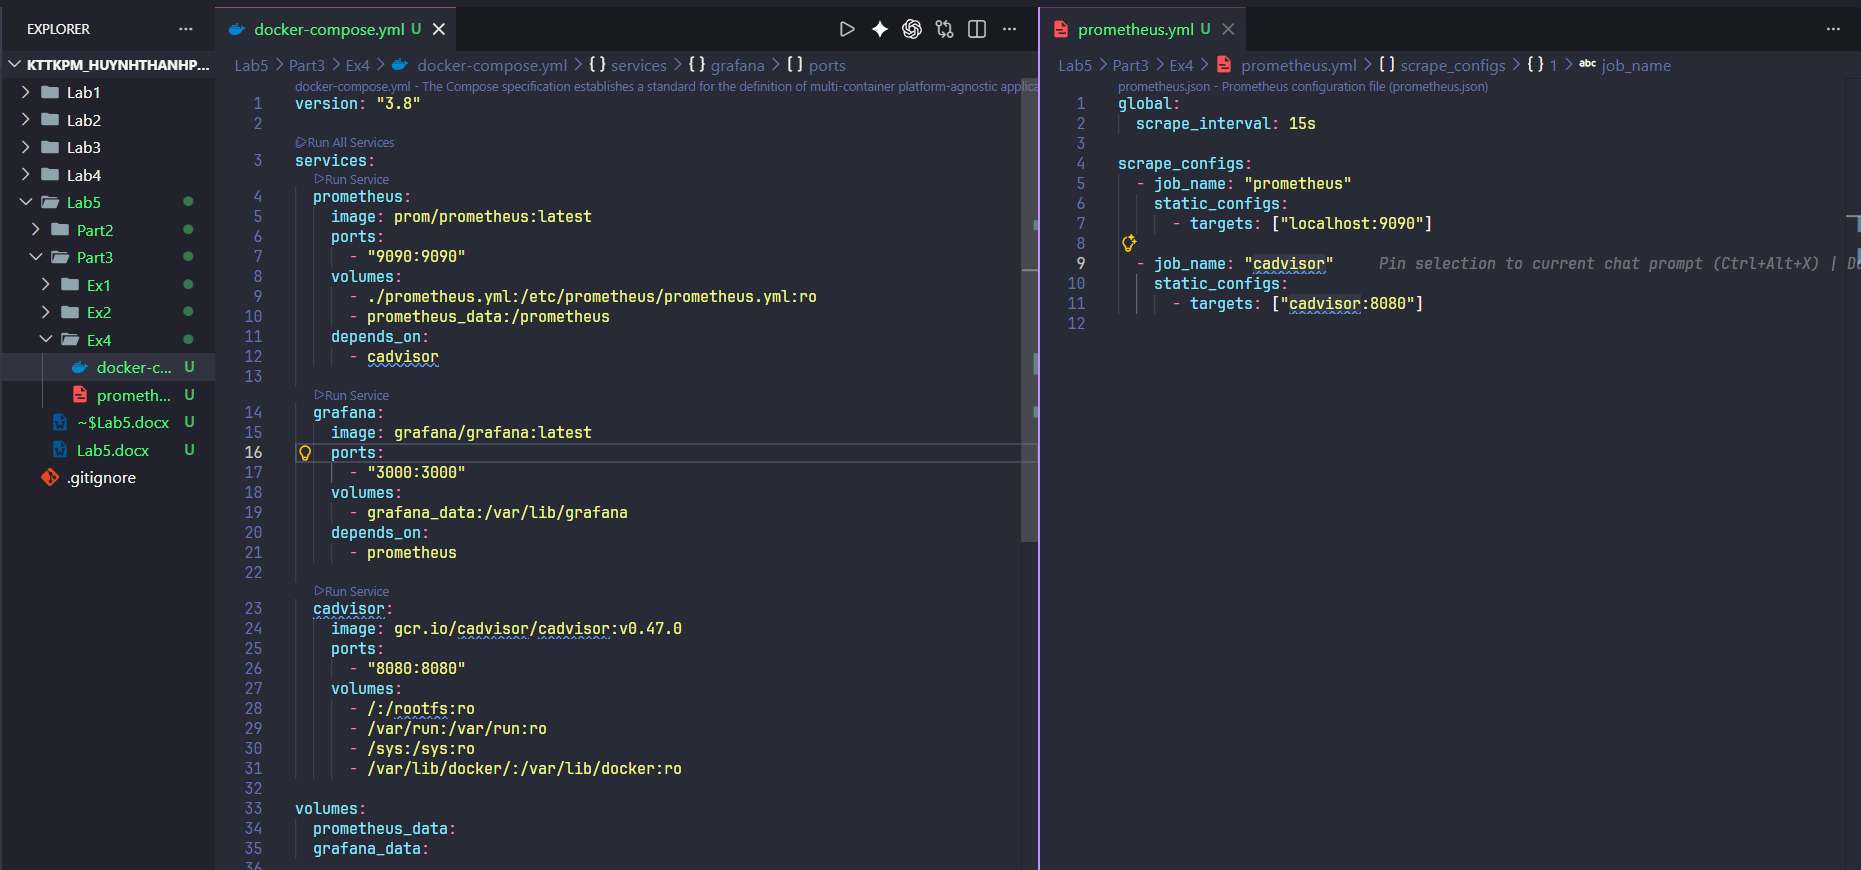 EXPLORER
KTTKPM_HUYNHTHANHP...
Lab1
Lab2
Lab3
Lab4
Lab5
Part2
Part3
Ex1
Ex2
Ex4
docker-c... U
prometh... U
~$Lab5.docx U
Lab5.docx U
.gitignore
docker-compose.yml U
Lab5 > Part3 > Ex4 > docker-compose.yml > {} services > {} grafana > [] ports
docker-compose.yml - The Compose specification establishes a standard for the definition of multi-container platform-agnostic applica
1 version: "3.8"
2
Run All Services
3 services:
Run Service
4   prometheus:
5     image: prom/prometheus:latest
6     ports:
7       - "9090:9090"
8     volumes:
9       - ./prometheus.yml:/etc/prometheus/prometheus.yml:ro
10       - prometheus_data:/prometheus
11     depends_on:
12       - cadvisor
13
Run Service
14   grafana:
15     image: grafana/grafana:latest
16     ports:
17       - "3000:3000"
18     volumes:
19       - grafana_data:/var/lib/grafana
20     depends_on:
21       - prometheus
22
Run Service
23   cadvisor:
24     image: gcr.io/cadvisor/cadvisor:v0.47.0
25     ports:
26       - "8080:8080"
27     volumes:
28       - /:/rootfs:ro
29       - /var/run:/var/run:ro
30       - /sys:/sys:ro
31       - /var/lib/docker/:/var/lib/docker:ro
32
33 volumes:
34   prometheus_data:
35   grafana_data:
36
prometheus.yml U
Lab5 > Part3 > Ex4 > prometheus.yml > [] scrape_configs > {} 1 > abc job_name
prometheus.json - Prometheus configuration file (prometheus.json)
1 global:
2   scrape_interval: 15s
3
4 scrape_configs:
5   - job_name: "prometheus"
6     static_configs:
7       - targets: ["localhost:9090"]
8
9   - job_name: "cadvisor"     Pin selection to current chat prompt (Ctrl+Alt+X) | D
10     static_configs:
11       - targets: ["cadvisor:8080"]
12